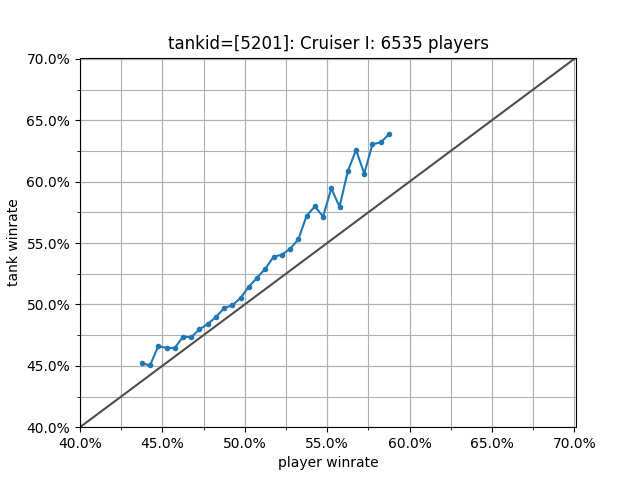 tankid=[5201]: Cruiser I: 6535 players
70.0%
65.0%
60.0%
55.0%
50.0%
45.0%
40.0%
tank winrate
40.0% 45.0% 50.0% 55.0% 60.0% 65.0% 70.0%
player winrate